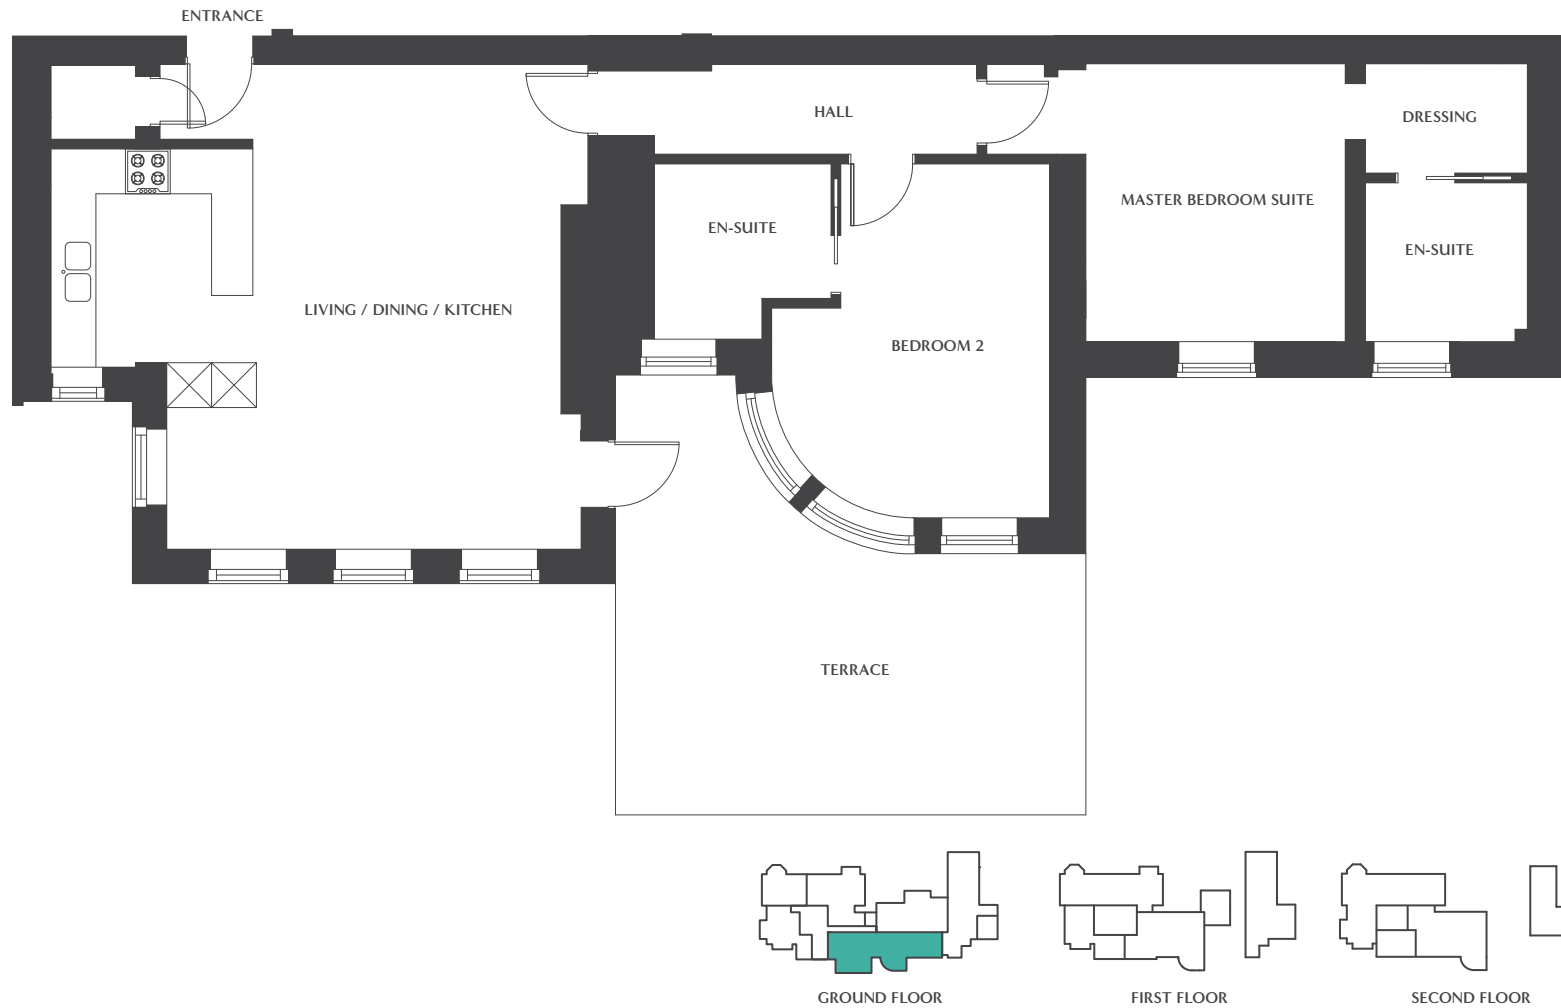 ENTRANCE
HALL
DRESSING
MASTER BEDROOM SUITE
EN-SUITE
EN-SUITE
LIVING / DINING / KITCHEN
BEDROOM 2
TERRACE
GROUND FLOOR
FIRST FLOOR
SECOND FLOOR